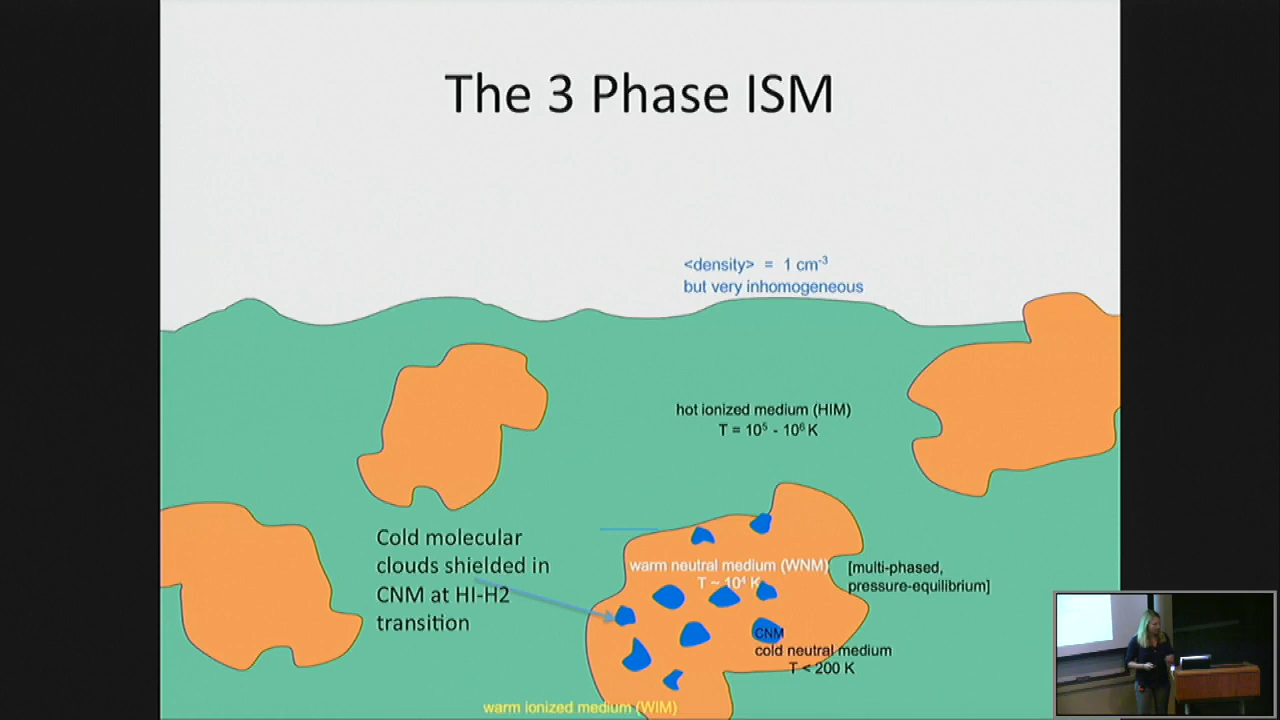 The 3 Phase ISM
<density> = 1 cm⁻³
but very inhomogeneous
hot ionized medium (HIM)
T = 10⁵ - 10⁶ K
Cold molecular
clouds shielded in
CNM at HI-H2
transition
warm neutral medium (WNM)
T ~ 10⁴ K
[multi-phased,
pressure-equilibrium]
CNM
cold neutral medium
T < 200 K
warm ionized medium (WIM)